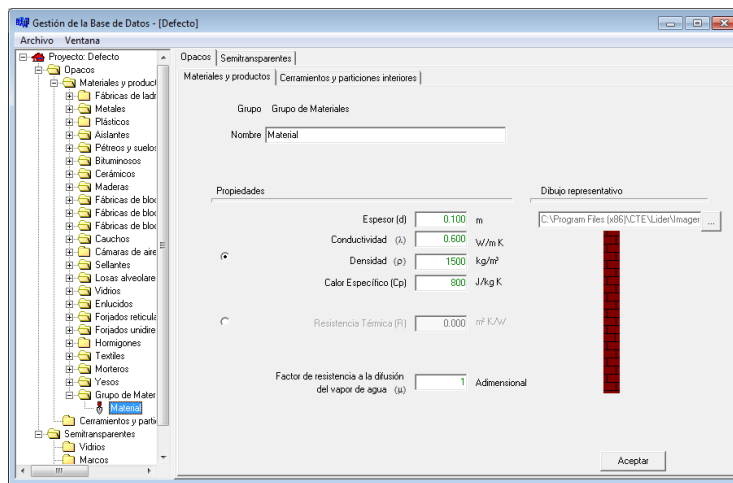 Gestión de la Base de Datos - [Defecto]
Archivo Ventana
Proyecto: Defecto
Opacos
Materiales y product
Fábricas de ladr
Metales
Plásticos
Aislantes
Pétreos y suelos
Bituminosos
Cerámicos
Maderas
Fábricas de bloc
Fábricas de bloc
Fábricas de bloc
Cauchos
Cámaras de aire
Sellantes
Losas alveolare
Vidrios
Enlucidos
Forjados reticula
Forjados unidire
Hormigones
Textiles
Morteros
Yesos
Grupo de Mater
Material
Cerramientos y parti
Semitransparentes
Vidrios
Marcos
Opacos Semitransparentes
Materiales y productos Cerramientos y particiones interiores
Grupo Grupo de Materiales
Nombre Material
Propiedades
Espesor (d) 0.100 m
Conductividad (λ) 0.600 W/m K
Densidad (ρ) 1500 kg/m³
Calor Específico (Cp) 800 J/kg K
Resistencia Térmica (R) 0.000 m² K/W
Factor de resistencia a la difusión
del vapor de agua (μ) 1 Adimensional
Dibujo representativo
C:\Program Files (x86)\CTE\Lider\Imager ...
Aceptar